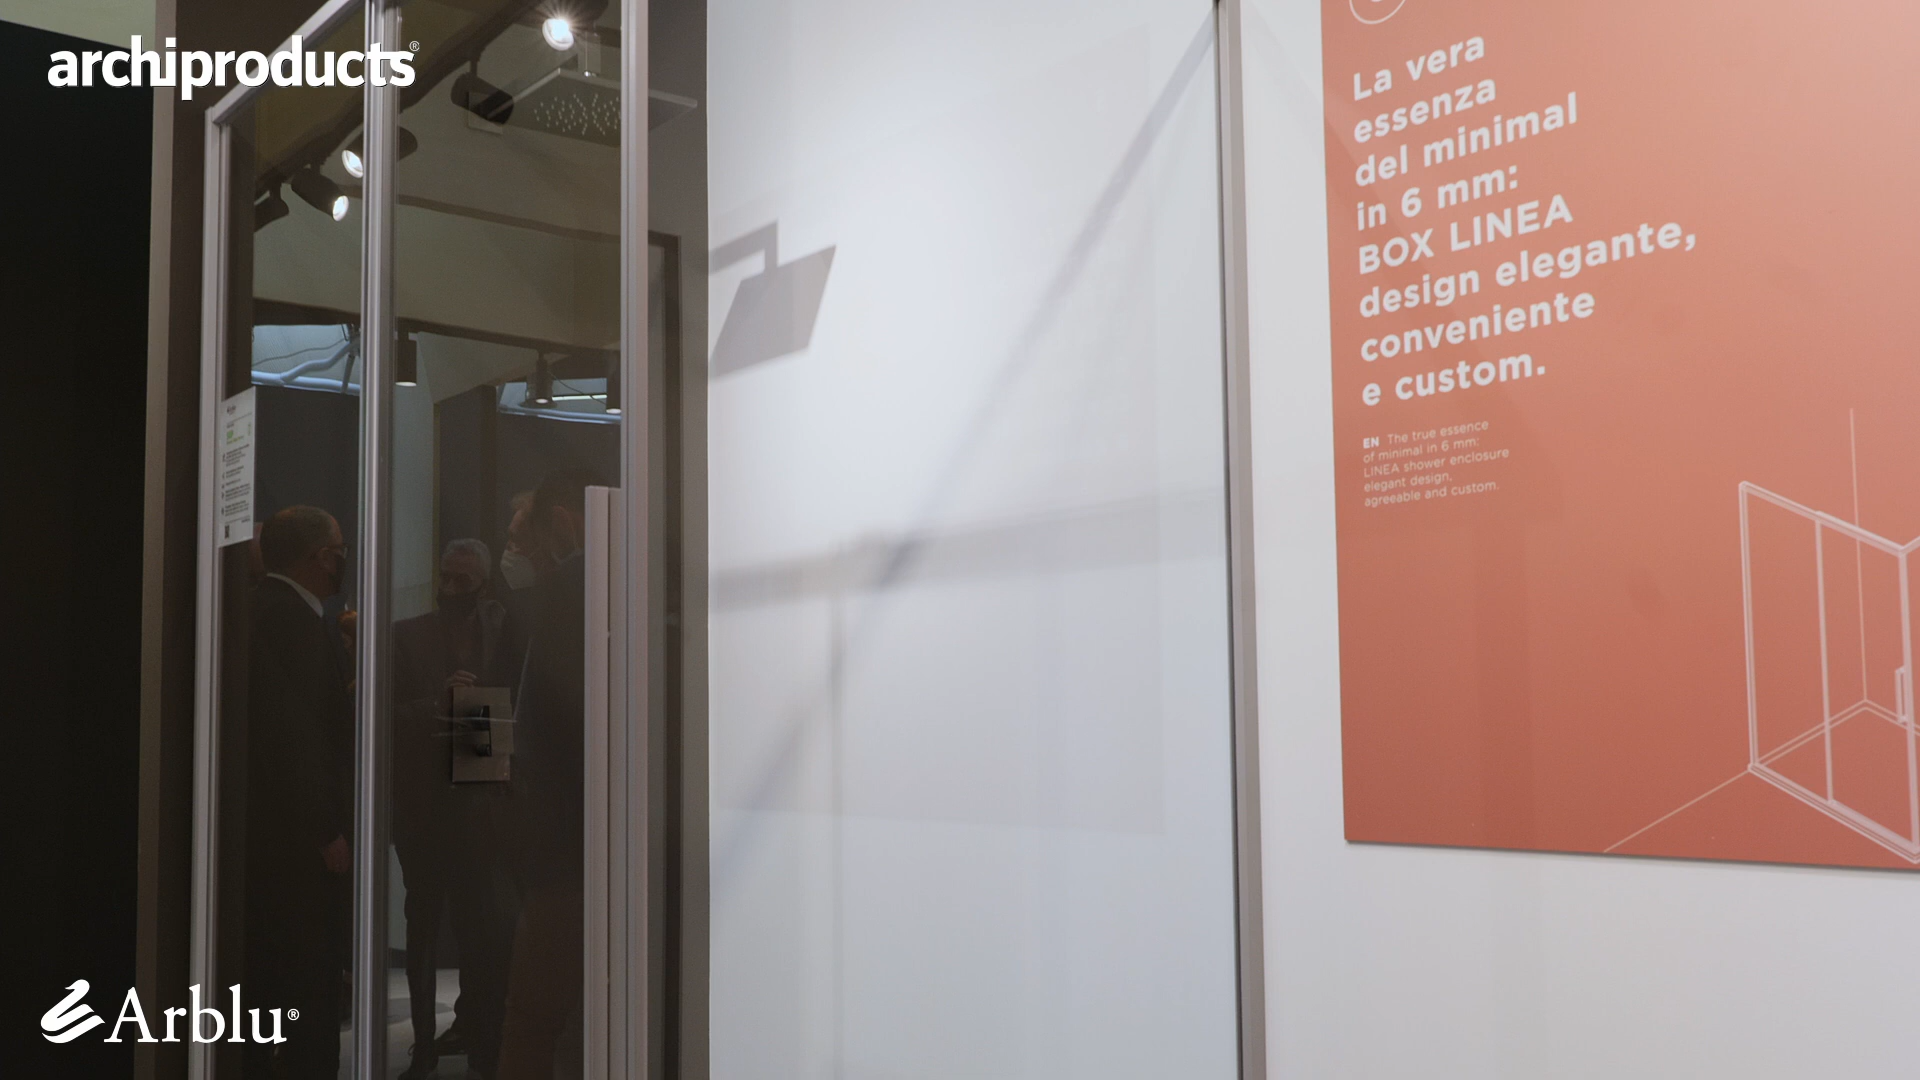 archiproducts®
La vera
essenza
del minimal
in 6 mm:
BOX LINEA
design elegante,
conveniente
e custom.
EN The true essence
of minimal in 6 mm:
LINEA shower enclosure
elegant design,
agreeable and custom.
Arblu®